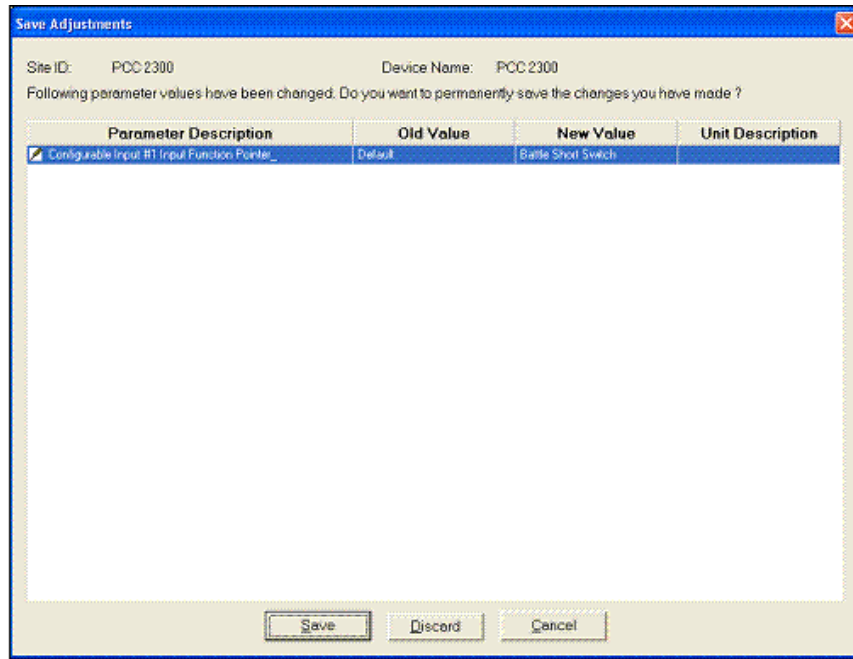 Save Adjustments
Site ID: PCC 2300 Device Name: PCC 2300
Following parameter values have been changed. Do you want to permanently save the changes you have made ?
Parameter Description Old Value New Value Unit Description
Configurable Input #1 Input Function Pointer_ Default Battle Short Switch
Save Discard Cancel